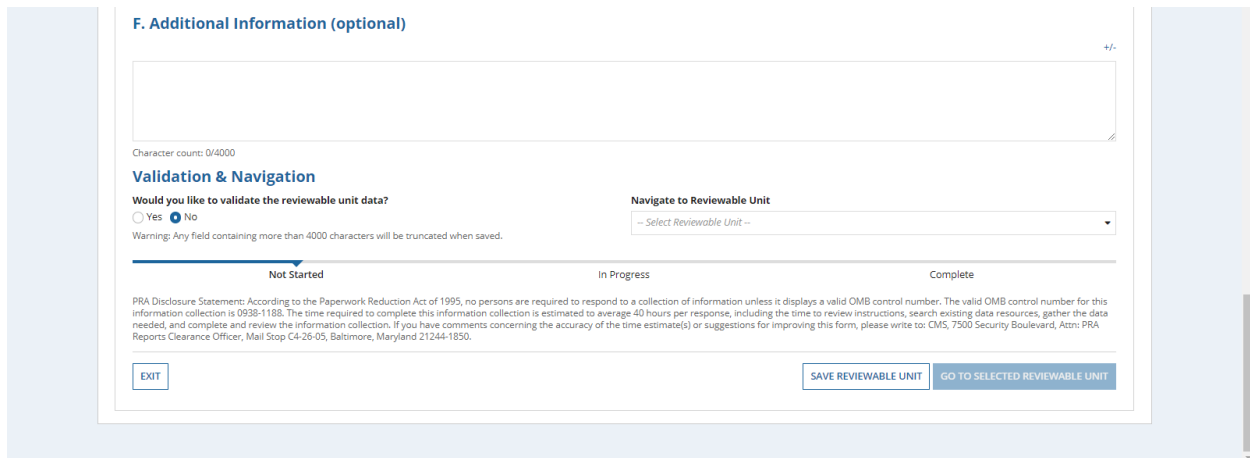 F. Additional Information (optional)
+/-
Character count: 0/4000
Validation & Navigation
Would you like to validate the reviewable unit data?
Yes No
Warning: Any field containing more than 4000 characters will be truncated when saved.
Navigate to Reviewable Unit
-- Select Reviewable Unit --
Not Started In Progress Complete
PRA Disclosure Statement: According to the Paperwork Reduction Act of 1995, no persons are required to respond to a collection of information unless it displays a valid OMB control number. The valid OMB control number for this
information collection is 0938-1188. The time required to complete this information collection is estimated to average 40 hours per response, including the time to review instructions, search existing data resources, gather the data
needed, and complete and review the information collection. If you have comments concerning the accuracy of the time estimate(s) or suggestions for improving this form, please write to: CMS, 7500 Security Boulevard, Attn: PRA
Reports Clearance Officer, Mail Stop C4-26-05, Baltimore, Maryland 21244-1850.
EXIT SAVE REVIEWABLE UNIT GO TO SELECTED REVIEWABLE UNIT